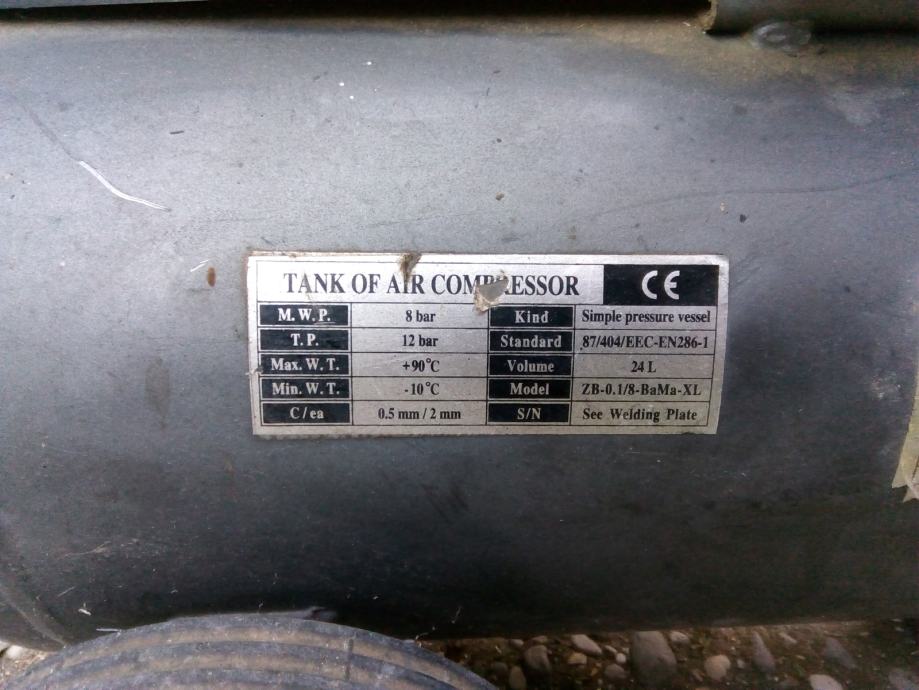 TANK OF AIR COMPRESSOR CE
M. W. P. 8 bar Kind Simple pressure vessel
T. P. 12 bar Standard 87/404/EEC-EN286-1
Max. W. T. +90°C Volume 24 L
Min. W. T. -10°C Model ZB-0.1/8-BaMa-XL
C / ea 0.5 mm / 2 mm S/N See Welding Plate